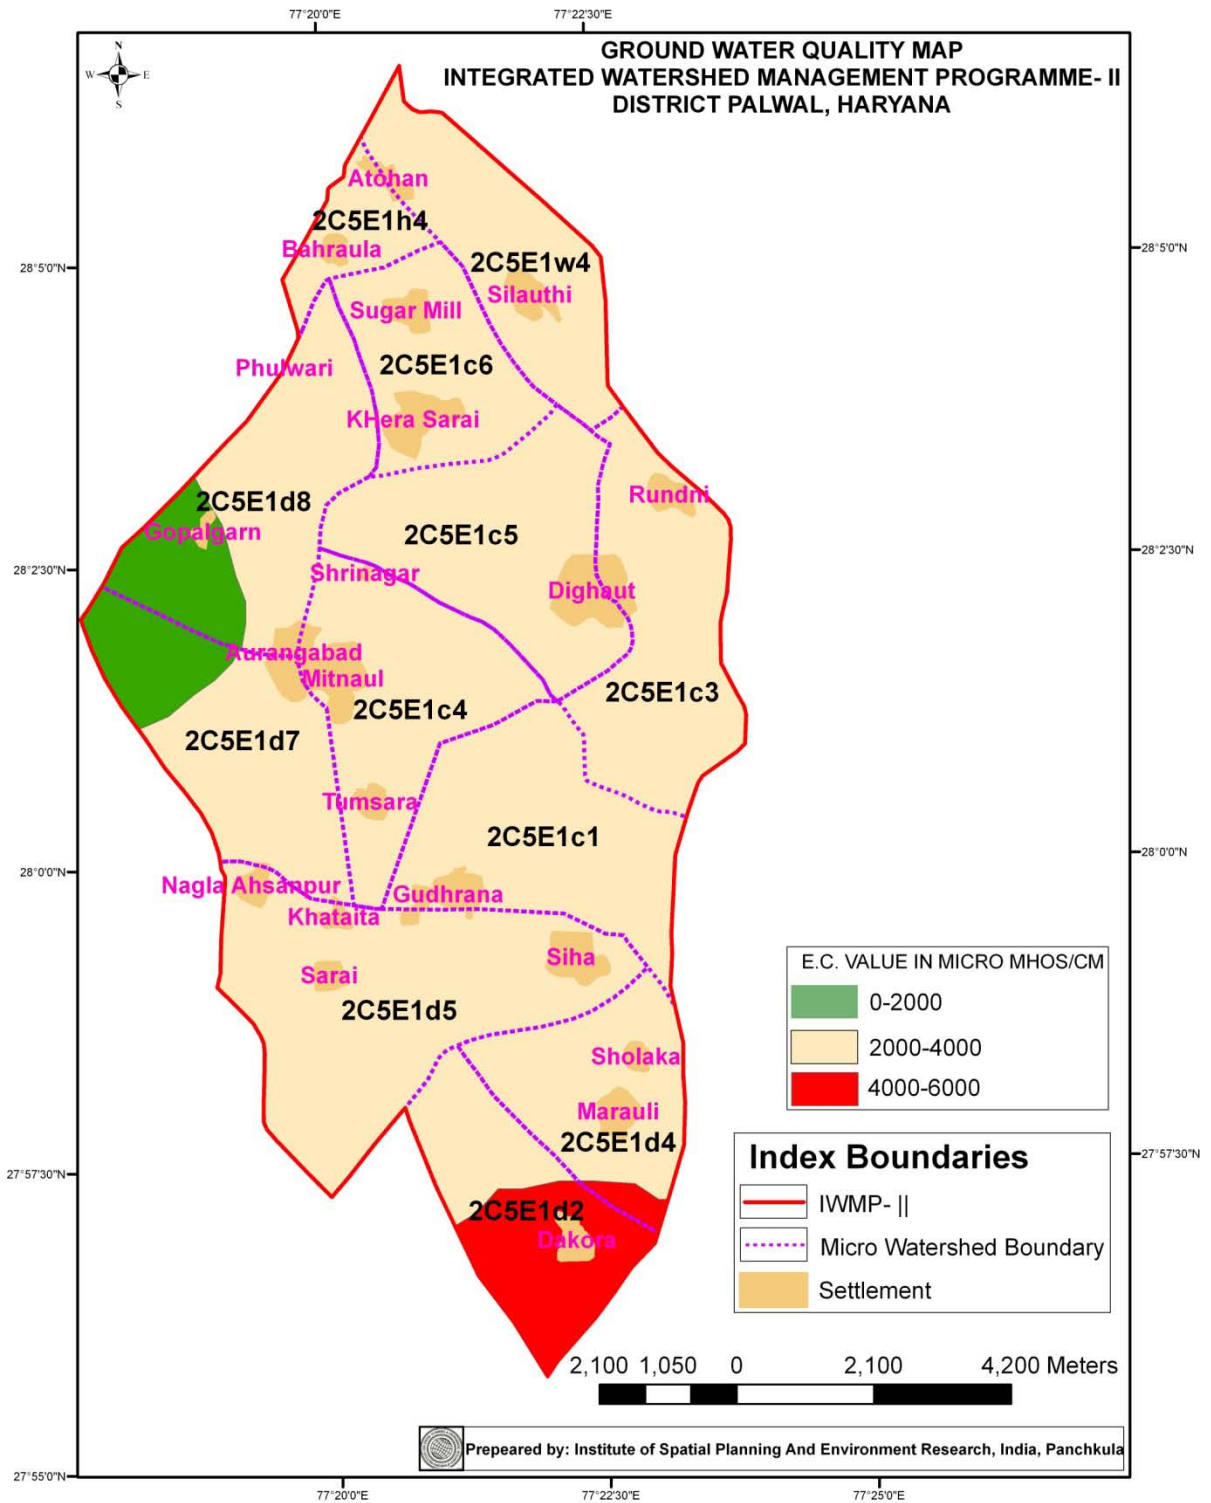 77°20'0"E
77°22'30"E
N
W E
S
GROUND WATER QUALITY MAP
INTEGRATED WATERSHED MANAGEMENT PROGRAMME- II
DISTRICT PALWAL, HARYANA
Atohan
2C5E1h4
Bahraula
2C5E1w4
28°5'0"N
28°5'0"N
Silauthi
Sugar Mill
Phulwari
2C5E1c6
KHera Sarai
Rundni
2C5E1d8
Gopalgarn
2C5E1c5
28°2'30"N
28°2'30"N
Shrinagar
Dighaut
Aurangabad
Mitnaul
2C5E1c3
2C5E1c4
2C5E1d7
Tumsara
2C5E1c1
28°0'0"N
28°0'0"N
Nagla Ahsanpur
Gudhrana
Khataita
Siha
Sarai
2C5E1d5
Sholaka
Marauli
2C5E1d4
27°57'30"N
27°57'30"N
2C5E1d2
Dakora
E.C. VALUE IN MICRO MHOS/CM
0-2000
2000-4000
4000-6000
Index Boundaries
IWMP- ||
Micro Watershed Boundary
Settlement
2,100 1,050 0 2,100 4,200 Meters
Prepeared by: Institute of Spatial Planning And Environment Research, India, Panchkula
27°55'0"N
77°20'0"E
77°22'30"E
77°25'0"E